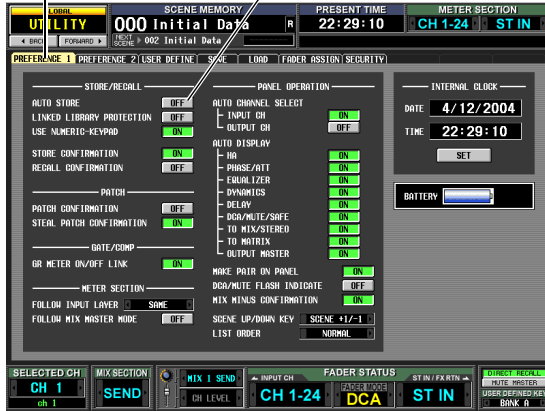 GLOBAL
UTILITY
SCENE MEMORY
000 Initial Data
R
PRESENT TIME
22:29:10
METER SECTION
CH 1-24
ST IN
BACK
FORWARD
NEXT SCENE
002 Initial Data
PREFERENCE 1
PREFERENCE 2
USER DEFINE
SAVE
LOAD
FADER ASSIGN
SECURITY
STORE/RECALL
AUTO STORE OFF
LINKED LIBRARY PROTECTION OFF
USE NUMERIC-KEYPAD ON
STORE CONFIRMATION ON
RECALL CONFIRMATION OFF
PATCH
PATCH CONFIRMATION OFF
STEAL PATCH CONFIRMATION ON
GATE/COMP
GR METER ON/OFF LINK ON
METER SECTION
FOLLOW INPUT LAYER SAME
FOLLOW MIX MASTER MODE OFF
PANEL OPERATION
AUTO CHANNEL SELECT
INPUT CH ON
OUTPUT CH OFF
AUTO DISPLAY
HA ON
PHASE/ATT ON
EQUALIZER ON
DYNAMICS ON
DELAY ON
DCA/MUTE/SAFE ON
TO MIX/STEREO ON
TO MATRIX ON
OUTPUT MASTER ON
MAKE PAIR ON PANEL ON
DCA/MUTE FLASH INDICATE OFF
MIX MINUS CONFIRMATION ON
SCENE UP/DOWN KEY SCENE +1/-1
LIST ORDER NORMAL
INTERNAL CLOCK
DATE 4/12/2004
TIME 22:29:10
SET
BATTERY
SELECTED CH
CH 1
ch 1
MIX SECTION
SEND
MIX 1 SEND
CH LEVEL
FADER STATUS
INPUT CH
CH 1-24
FADER MODE
DCA
ST IN / FX RTN
ST IN
DIRECT RECALL
MUTE MASTER
USER DEFINED KEY
BANK A